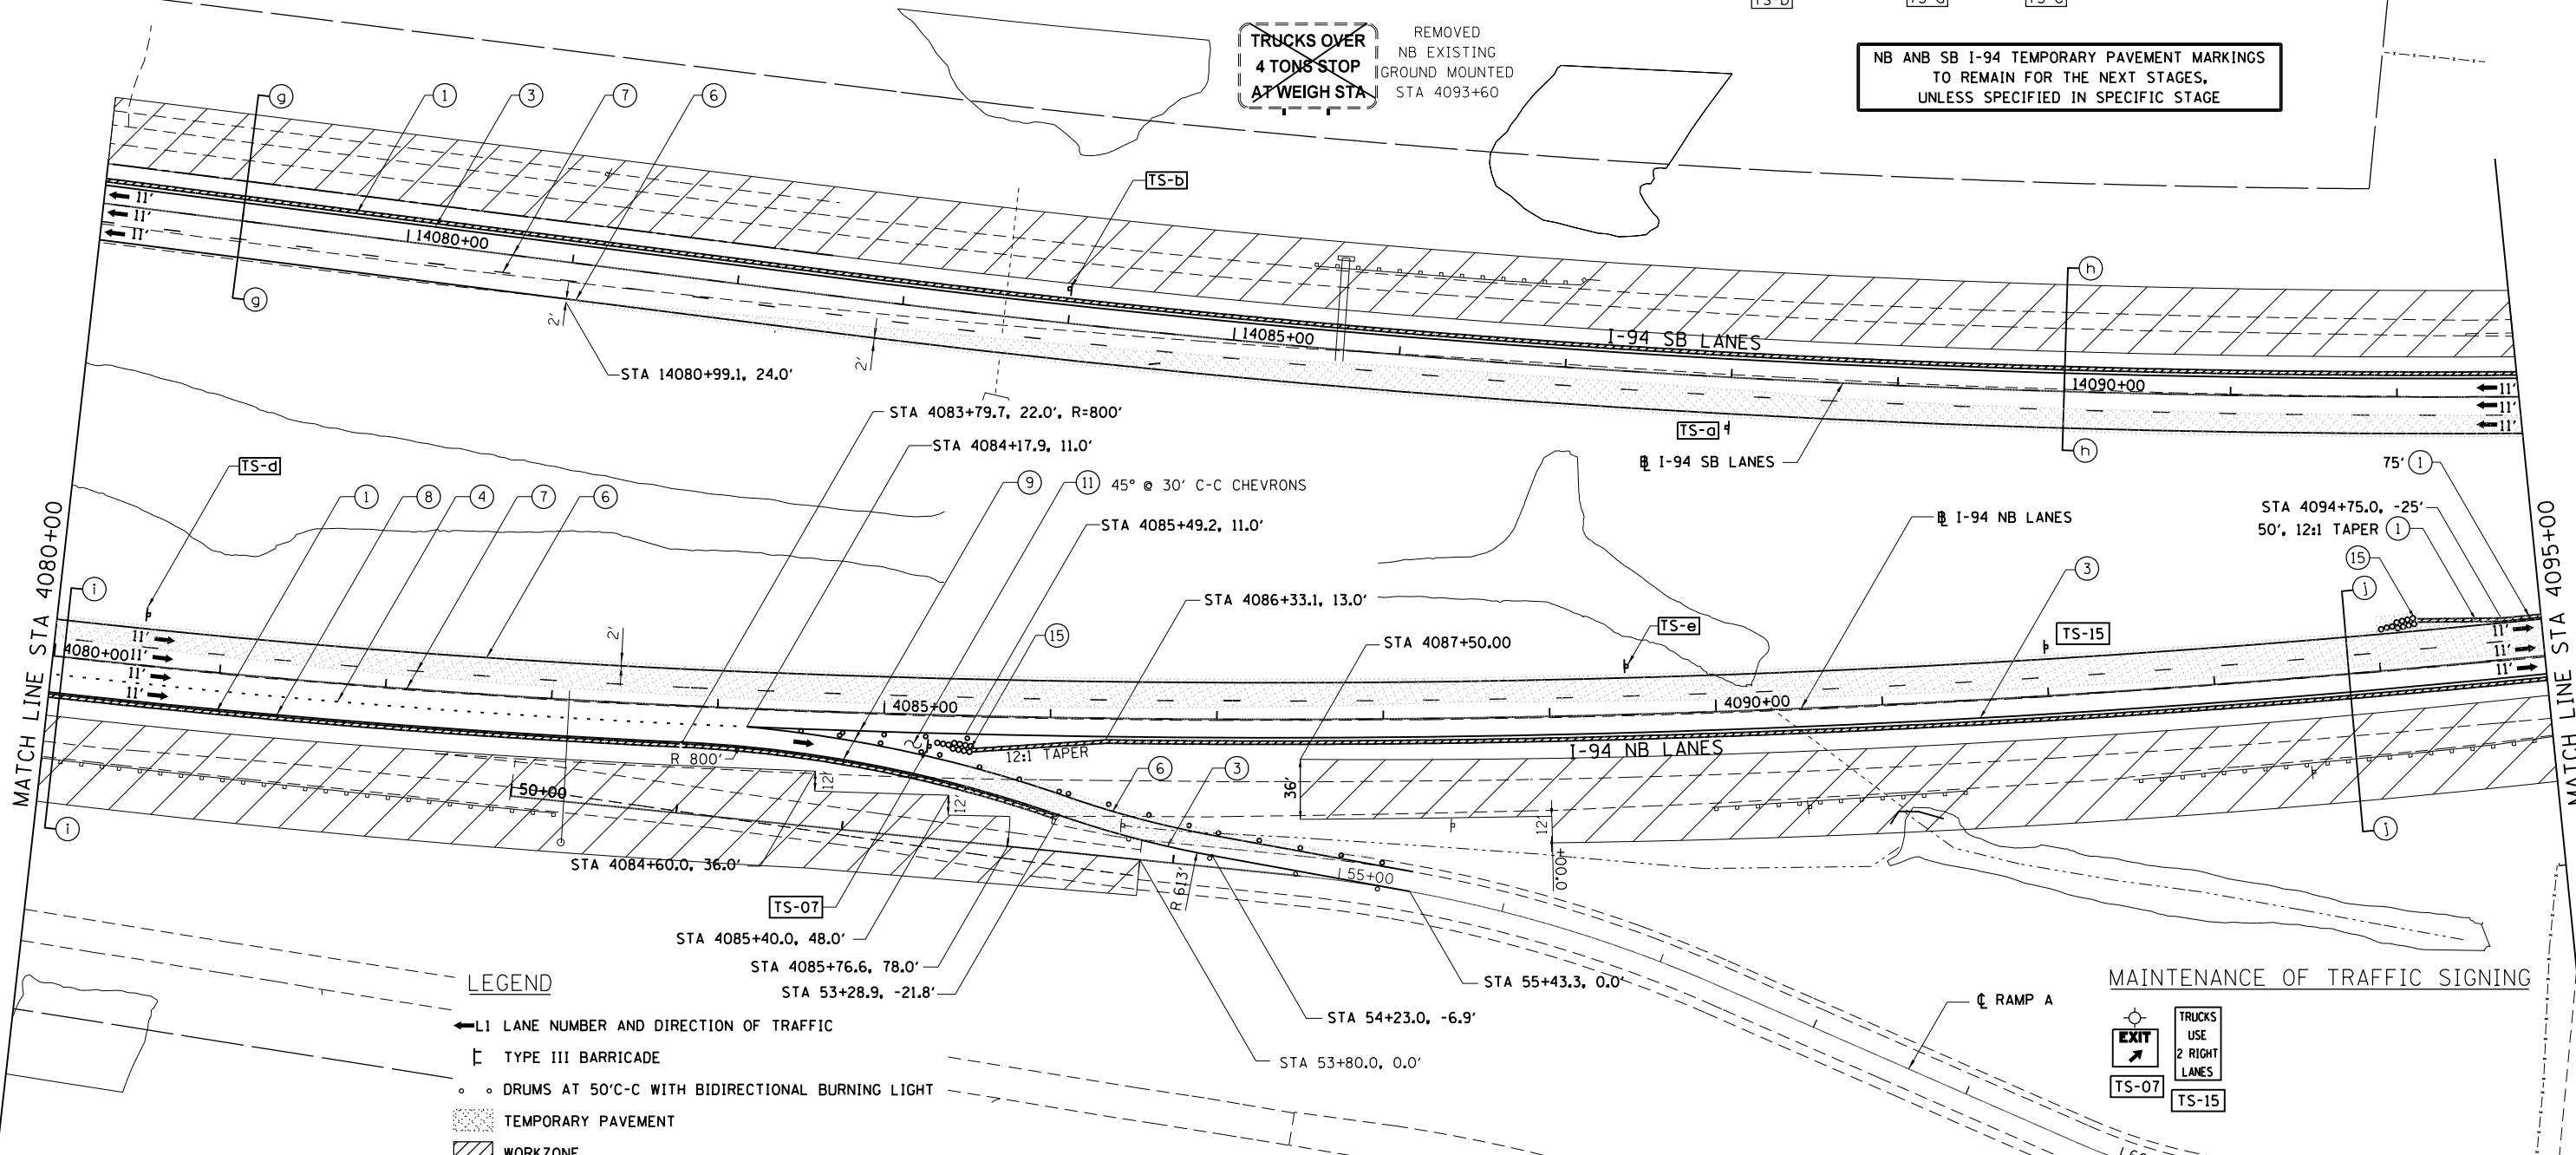 TRUCKS OVER
4 TONS STOP
AT WEIGH STA
REMOVED
NB EXISTING
GROUND MOUNTED
STA 4093+60
NB ANB SB I-94 TEMPORARY PAVEMENT MARKINGS
TO REMAIN FOR THE NEXT STAGES,
UNLESS SPECIFIED IN SPECIFIC STAGE
g
1
3
7
6
TS-b
11'
11'
11'
14080+00
g
2'
2'
STA 14080+99.1, 24.0'
14085+00
I-94 SB LANES
h
14090+00
11'
11'
11'
h
TS-a
℄ I-94 SB LANES
STA 4083+79.7, 22.0', R=800'
STA 4084+17.9, 11.0'
9
11
45° @ 30' C-C CHEVRONS
STA 4085+49.2, 11.0'
TS-d
1
8
4
7
6
MATCH LINE STA 4080+00
i
11'
4080+00
11'
11'
11'
i
2'
15
STA 4086+33.1, 13.0'
STA 4087+50.00
TS-e
TS-15
℄ I-94 NB LANES
3
75' 1
STA 4094+75.0, -25'
50', 12:1 TAPER 1
15
j
11'
11'
11'
MATCH LINE STA 4095+00
j
4085+00
4090+00
I-94 NB LANES
R 800'
12:1 TAPER
6
3
36'
12'
12'
12'
+00.0
50+00
55+00
R 613'
STA 4084+60.0, 36.0'
TS-07
STA 4085+40.0, 48.0'
STA 4085+76.6, 78.0'
STA 53+28.9, -21.8'
STA 55+43.3, 0.0'
STA 54+23.0, -6.9'
STA 53+80.0, 0.0'
℄ RAMP A
LEGEND
L1 LANE NUMBER AND DIRECTION OF TRAFFIC
TYPE III BARRICADE
DRUMS AT 50'C-C WITH BIDIRECTIONAL BURNING LIGHT
TEMPORARY PAVEMENT
WORKZONE
MAINTENANCE OF TRAFFIC SIGNING
EXIT
TS-07
TRUCKS
USE
2 RIGHT
LANES
TS-15